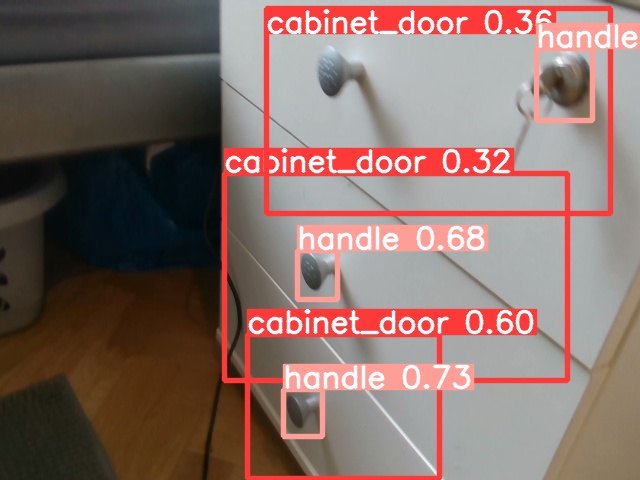 cabinet_door 0.36
handle
cabinet_door 0.32
handle 0.68
cabinet_door 0.60
handle 0.73